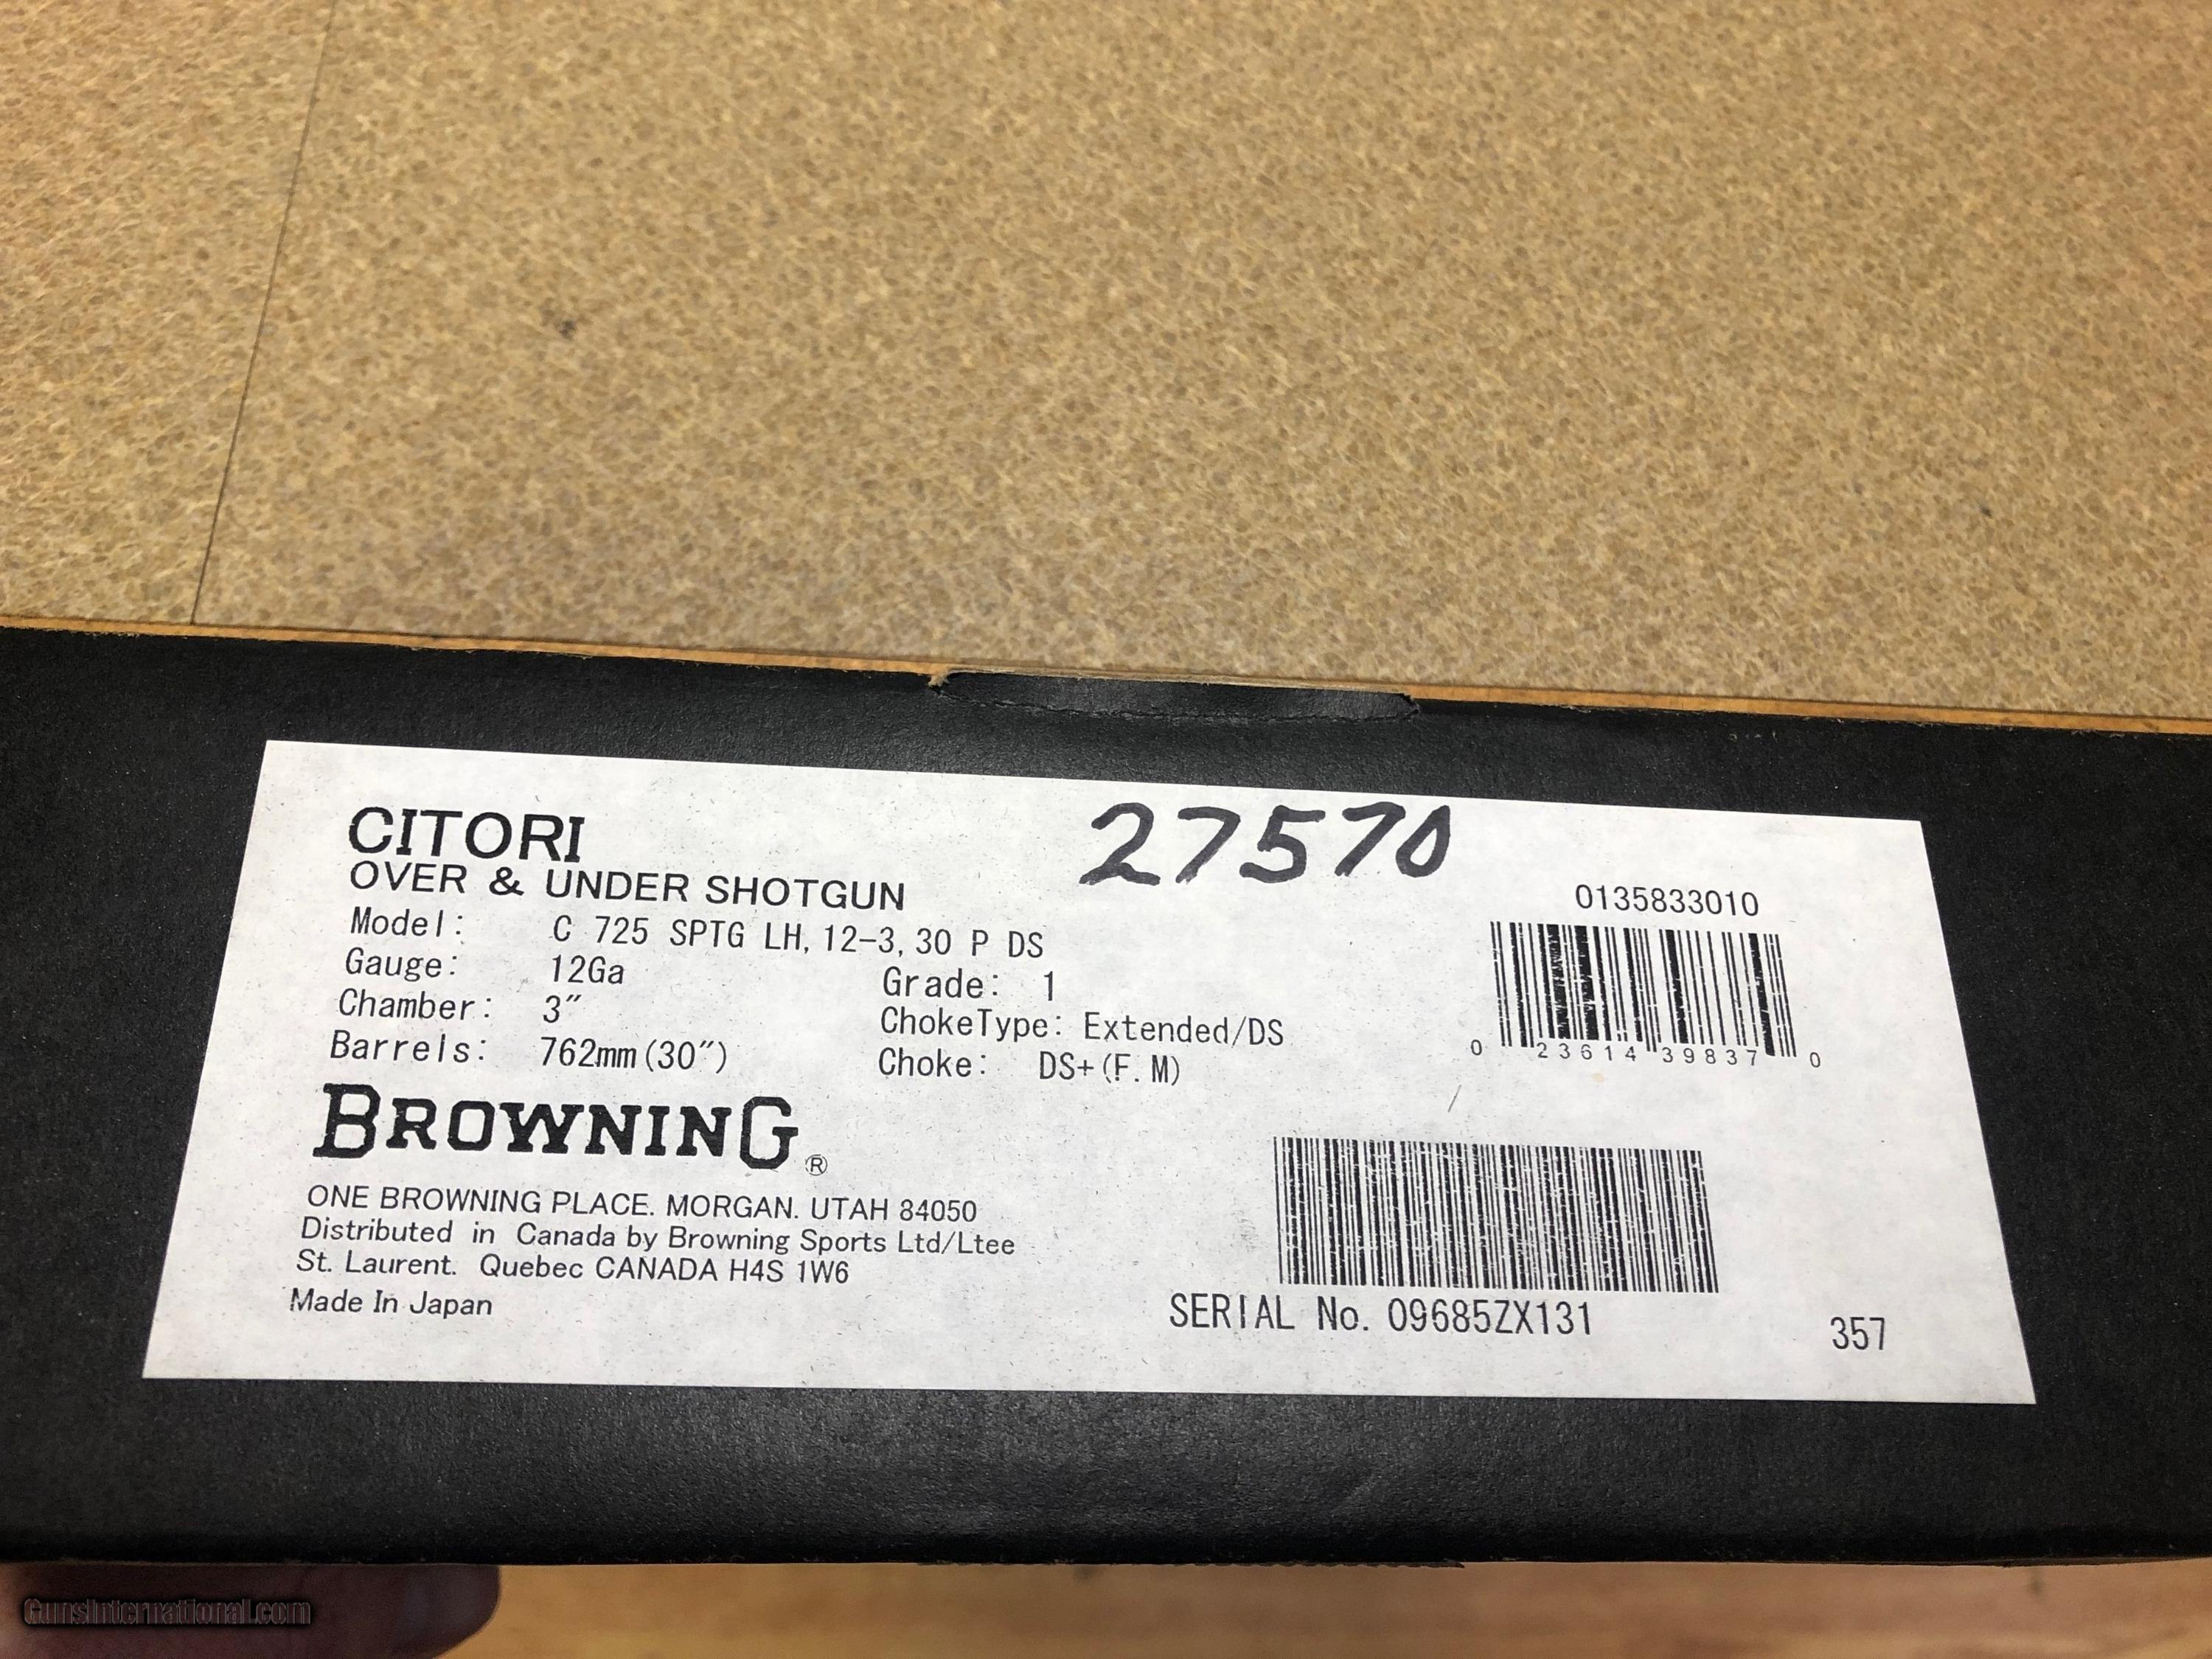 27570
CITORI
OVER & UNDER SHOTGUN
Model: C 725 SPTG LH, 12-3, 30 P DS
Gauge: 12Ga
Grade: 1
Chamber: 3"
ChokeType: Extended/DS
Barrels: 762mm(30")
Choke: DS+(F.M)
0135833010
0 23614 39837 0
BROWNING®
ONE BROWNING PLACE. MORGAN. UTAH 84050
Distributed in Canada by Browning Sports Ltd/Ltee
St. Laurent. Quebec CANADA H4S 1W6
Made In Japan
SERIAL No. 09685ZX131
357
GunsInternational.com